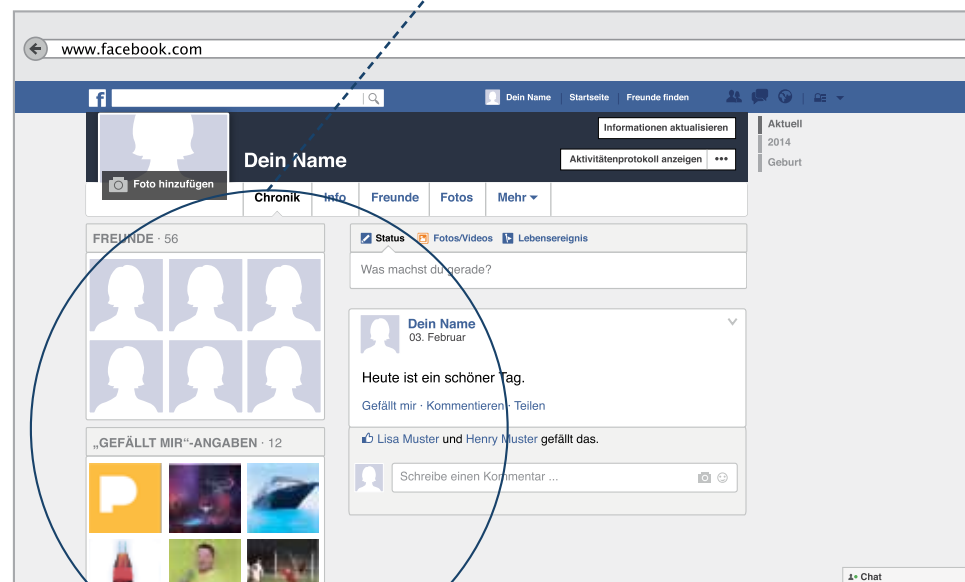 www.facebook.com
f
Dein Name | Startseite | Freunde finden
Informationen aktualisieren
Aktuell
2014
Geburt
Dein Name
Aktivitätenprotokoll anzeigen •••
Foto hinzufügen
Chronik Info Freunde Fotos Mehr
FREUNDE · 56
Status Fotos/Videos Lebensereignis
Was machst du gerade?
Dein Name
03. Februar
Heute ist ein schöner Tag.
Gefällt mir · Kommentieren · Teilen
„GEFÄLLT MIR“-ANGABEN · 12
Lisa Muster und Henry Muster gefällt das.
Schreibe einen Kommentar ...
P
Chat